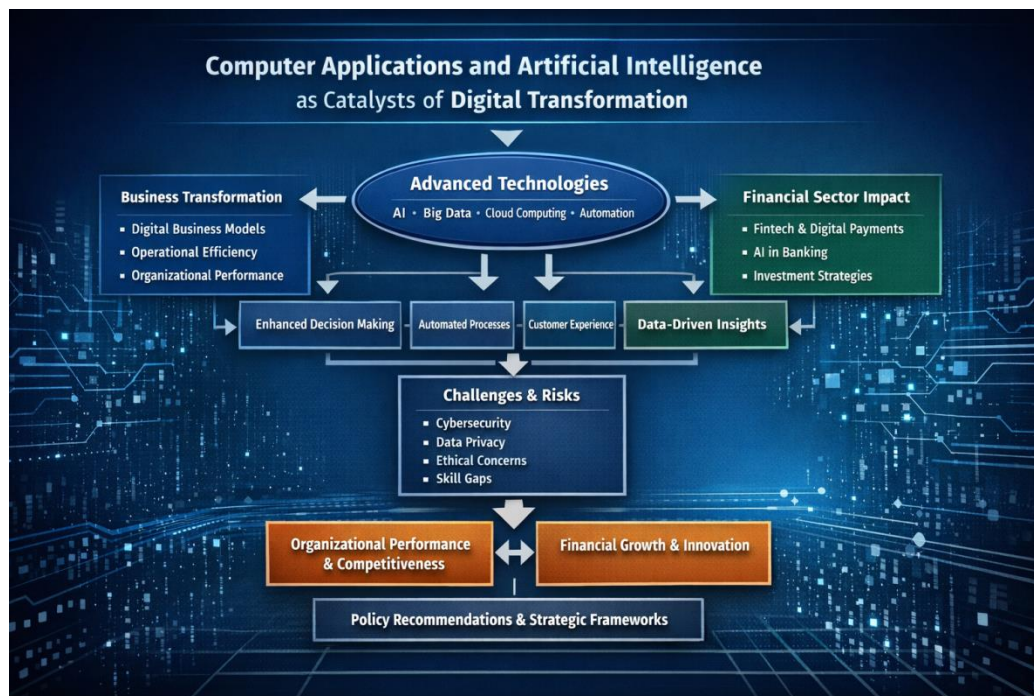 Computer Applications and Artificial Intelligence
as Catalysts of Digital Transformation
Advanced Technologies
AI • Big Data • Cloud Computing • Automation
Business Transformation
▪ Digital Business Models
▪ Operational Efficiency
▪ Organizational Performance
Financial Sector Impact
▪ Fintech & Digital Payments
▪ AI in Banking
▪ Investment Strategies
Enhanced Decision Making
Automated Processes
Customer Experience
Data-Driven Insights
Challenges & Risks
▪ Cybersecurity
▪ Data Privacy
▪ Ethical Concerns
▪ Skill Gaps
Organizational Performance
& Competitiveness
Financial Growth & Innovation
Policy Recommendations & Strategic Frameworks